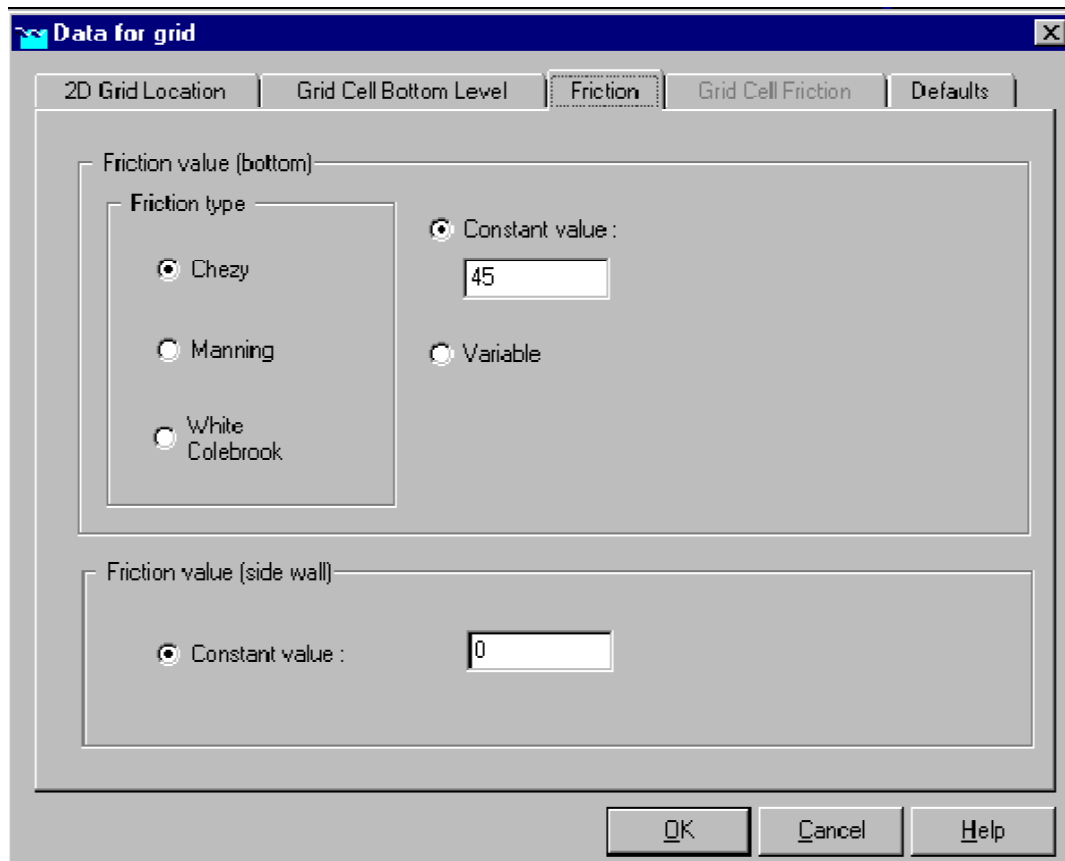 Data for grid
2D Grid Location Grid Cell Bottom Level Friction Grid Cell Friction Defaults
Friction value (bottom)
Friction type
Constant value :
Chezy
45
Manning
Variable
White
Colebrook
Friction value (side wall)
Constant value : 0
OK Cancel Help